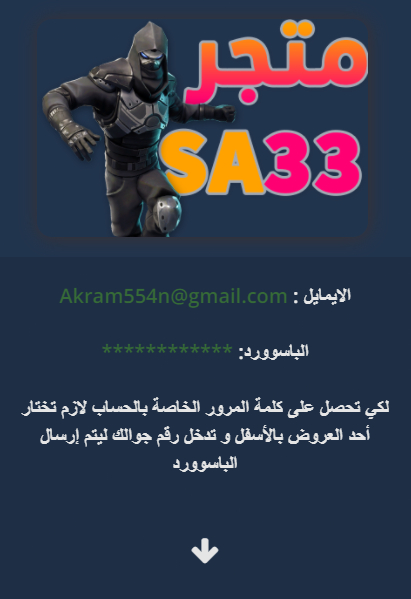 متجر
SA33
الايمايل : Akram554n@gmail.com
الباسوورد: ************
لكي تحصل على كلمة المرور الخاصة بالحساب لازم تختار
أحد العروض بالأسفل و تدخل رقم جوالك ليتم إرسال
الباسوورد